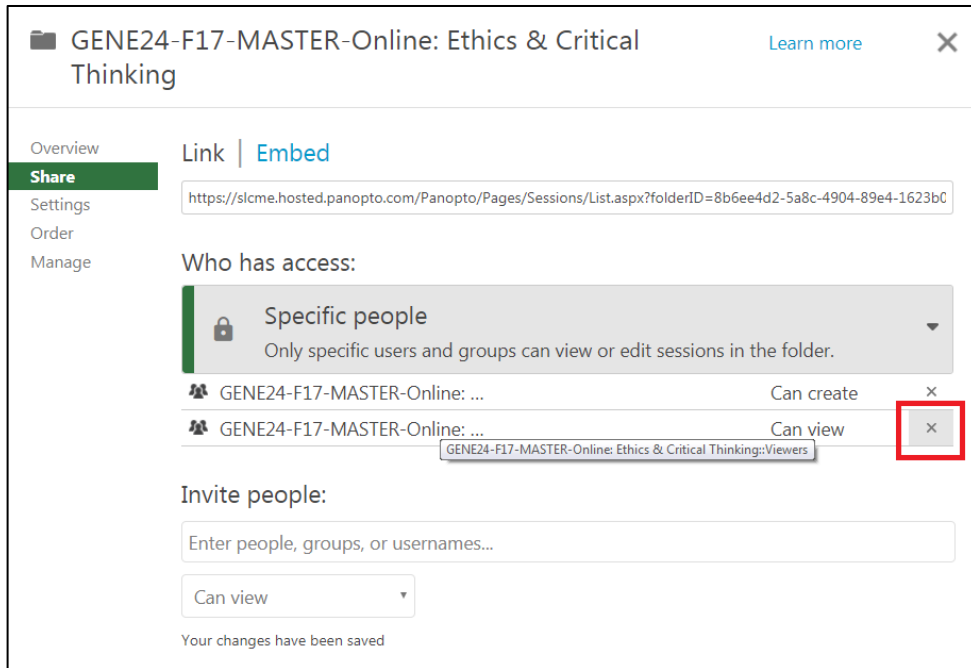 GENE24-F17-MASTER-Online: Ethics & Critical
Thinking
Learn more
Overview
Share
Settings
Order
Manage
Link | Embed
https://slcme.hosted.panopto.com/Panopto/Pages/Sessions/List.aspx?folderID=8b6ee4d2-5a8c-4904-89e4-1623b0
Who has access:
Specific people
Only specific users and groups can view or edit sessions in the folder.
GENE24-F17-MASTER-Online: ... Can create ×
GENE24-F17-MASTER-Online: ... Can view ×
GENE24-F17-MASTER-Online: Ethics & Critical Thinking::Viewers
Invite people:
Enter people, groups, or usernames...
Can view
Your changes have been saved